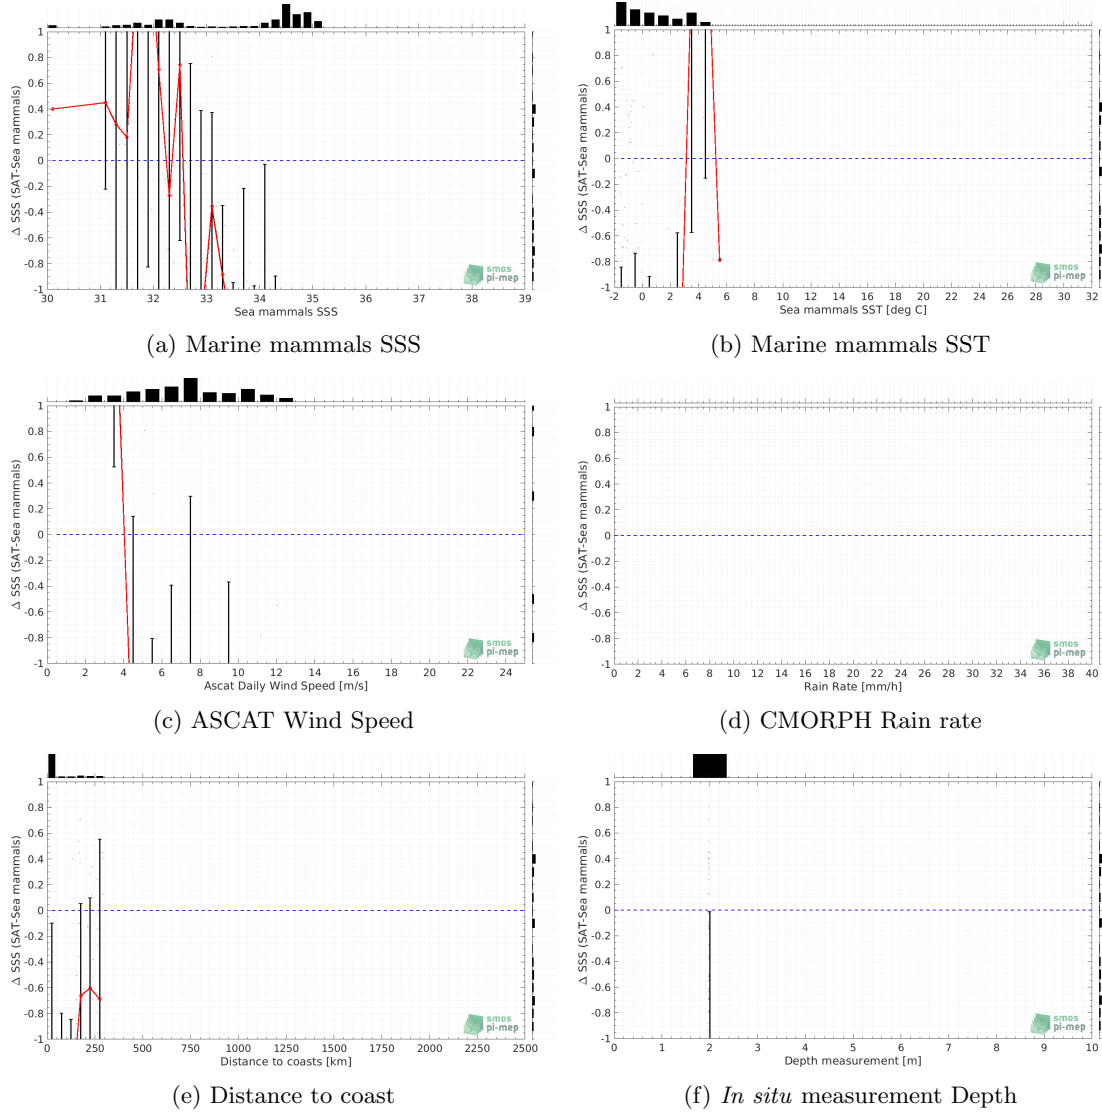 1
0.8
0.6
0.4
0.2
0
-0.2
-0.4
-0.6
-0.8
-1
Δ SSS (SAT-Sea mammals)
30 31 32 33 34 35 36 37 38 39
Sea mammals SSS
smos
pi-mep
(a) Marine mammals SSS
1
0.8
0.6
0.4
0.2
0
-0.2
-0.4
-0.6
-0.8
-1
Δ SSS (SAT-Sea mammals)
-2 0 2 4 6 8 10 12 14 16 18 20 22 24 26 28 30 32
Sea mammals SST [deg C]
smos
pi-mep
(b) Marine mammals SST
1
0.8
0.6
0.4
0.2
0
-0.2
-0.4
-0.6
-0.8
-1
Δ SSS (SAT-Sea mammals)
0 2 4 6 8 10 12 14 16 18 20 22 24
Ascat Daily Wind Speed [m/s]
smos
pi-mep
(c) ASCAT Wind Speed
1
0.8
0.6
0.4
0.2
0
-0.2
-0.4
-0.6
-0.8
-1
Δ SSS (SAT-Sea mammals)
0 2 4 6 8 10 12 14 16 18 20 22 24 26 28 30 32 34 36 38 40
Rain Rate [mm/h]
smos
pi-mep
(d) CMORPH Rain rate
1
0.8
0.6
0.4
0.2
0
-0.2
-0.4
-0.6
-0.8
-1
Δ SSS (SAT-Sea mammals)
0 250 500 750 1000 1250 1500 1750 2000 2250 2500
Distance to coasts [km]
smos
pi-mep
(e) Distance to coast
1
0.8
0.6
0.4
0.2
0
-0.2
-0.4
-0.6
-0.8
-1
Δ SSS (SAT-Sea mammals)
0 1 2 3 4 5 6 7 8 9 10
Depth measurement [m]
smos
pi-mep
(f) In situ measurement Depth